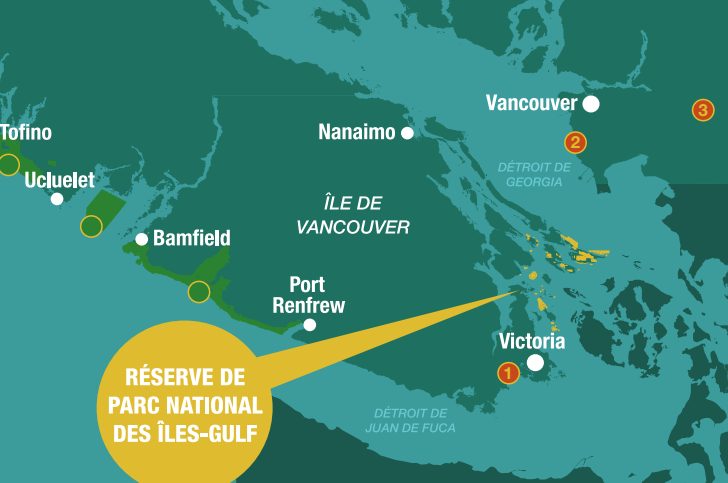 Vancouver
3
Tofino
Nanaimo
2
DÉTROIT DE
GEORGIA
Ucluelet
ÎLE DE
VANCOUVER
Bamfield
Port
Renfrew
Victoria
1
RÉSERVE DE
PARC NATIONAL
DES ÎLES-GULF
DÉTROIT DE
JUAN DE FUCA